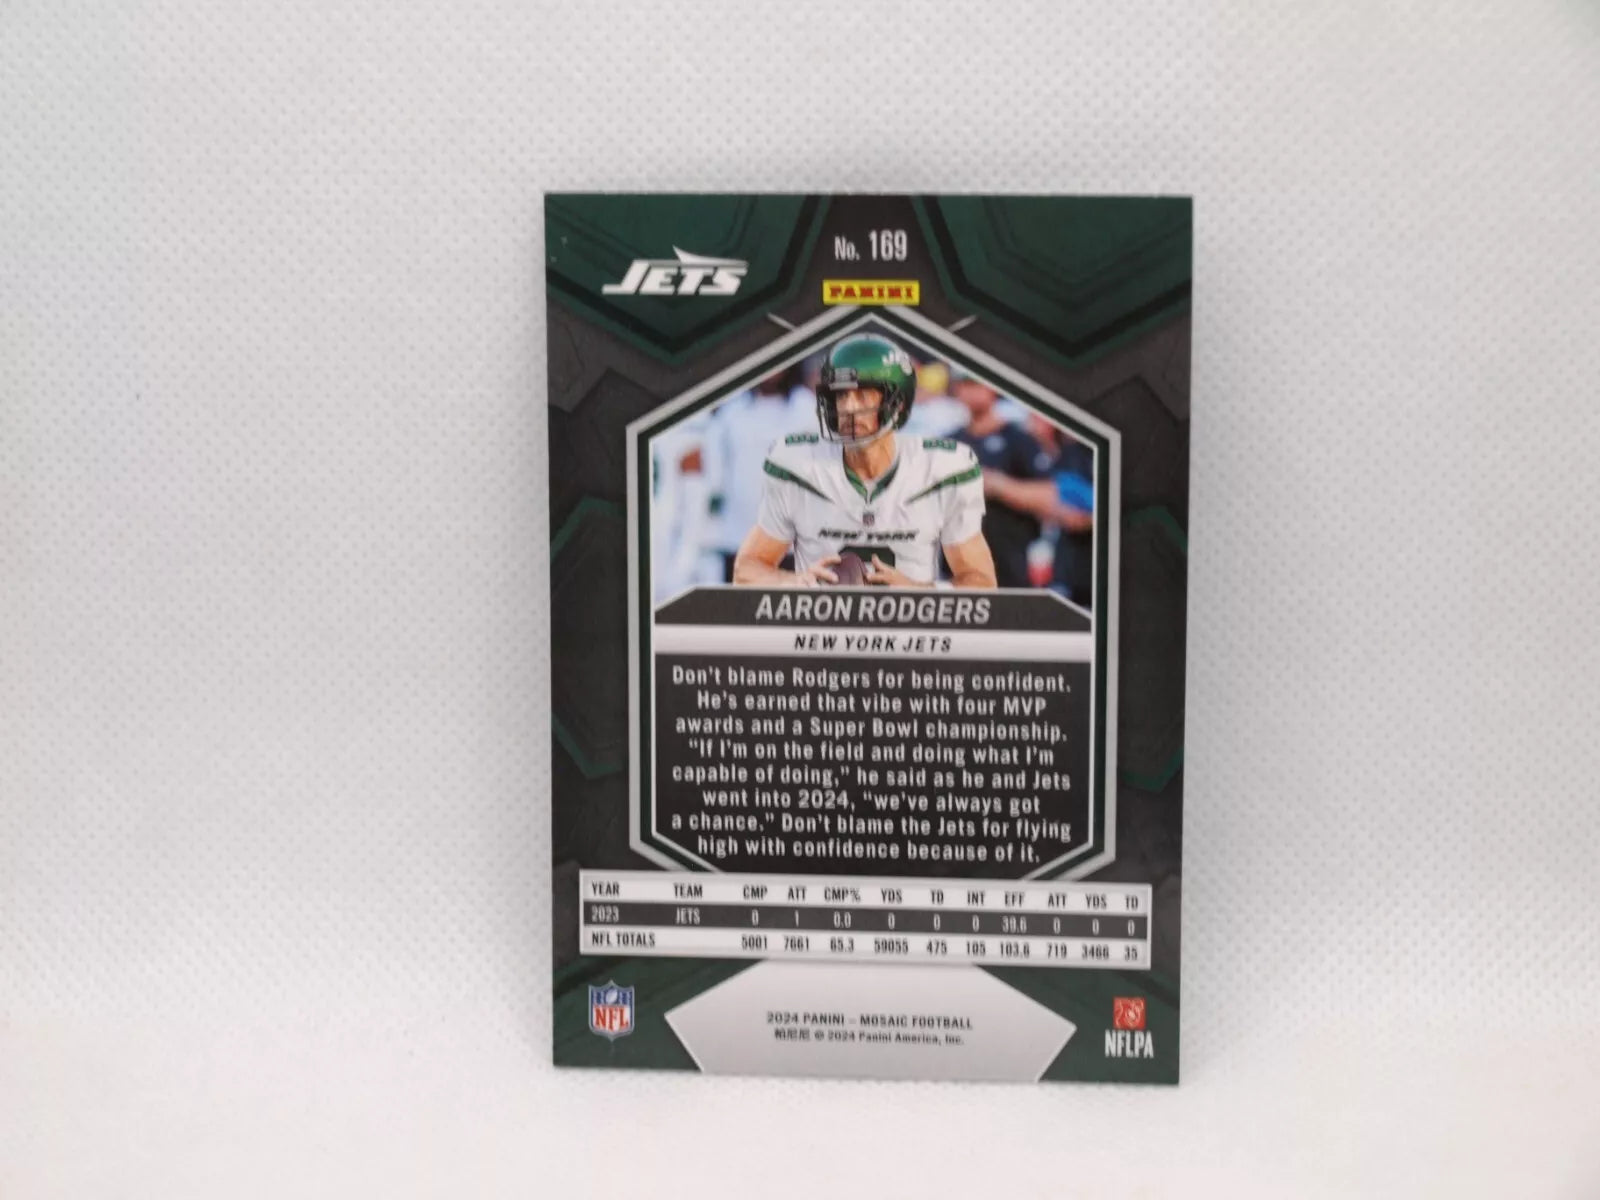 No. 169
JETS
PANINI
NEW YORK
AARON RODGERS
NEW YORK JETS
Don't blame Rodgers for being confident.
He's earned that vibe with four MVP
awards and a Super Bowl championship.
"If I'm on the field and doing what I'm
capable of doing," he said as he and Jets
went into 2024, "we've always got
a chance." Don't blame the Jets for flying
high with confidence because of it.
YEAR TEAM CMP ATT CMP% YDS TD INT EFF ATT YDS TD
2023 JETS 0 1 0.0 0 0 0 39.6 0 0 0
NFL TOTALS 5001 7661 65.3 59055 475 105 103.6 719 3466 35
NFL
2024 PANINI – MOSAIC FOOTBALL
帕尼尼 © 2024 Panini America, Inc.
NFLPA